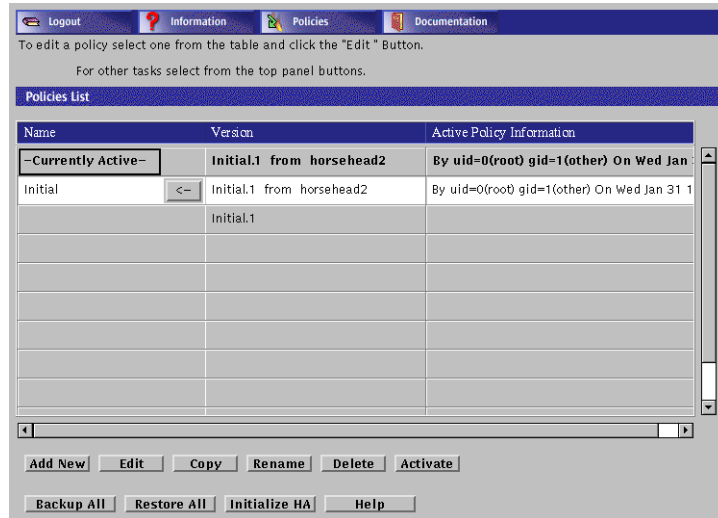 Logout Information Policies Documentation
To edit a policy select one from the table and click the "Edit " Button.
For other tasks select from the top panel buttons.
Policies List
Name Version Active Policy Information
-Currently Active- Initial.1 from horsehead2 By uid=0(root) gid=1(other) On Wed Jan
Initial <- Initial.1 from horsehead2 By uid=0(root) gid=1(other) On Wed Jan 31 1
Initial.1
Add New Edit Copy Rename Delete Activate
Backup All Restore All Initialize HA Help